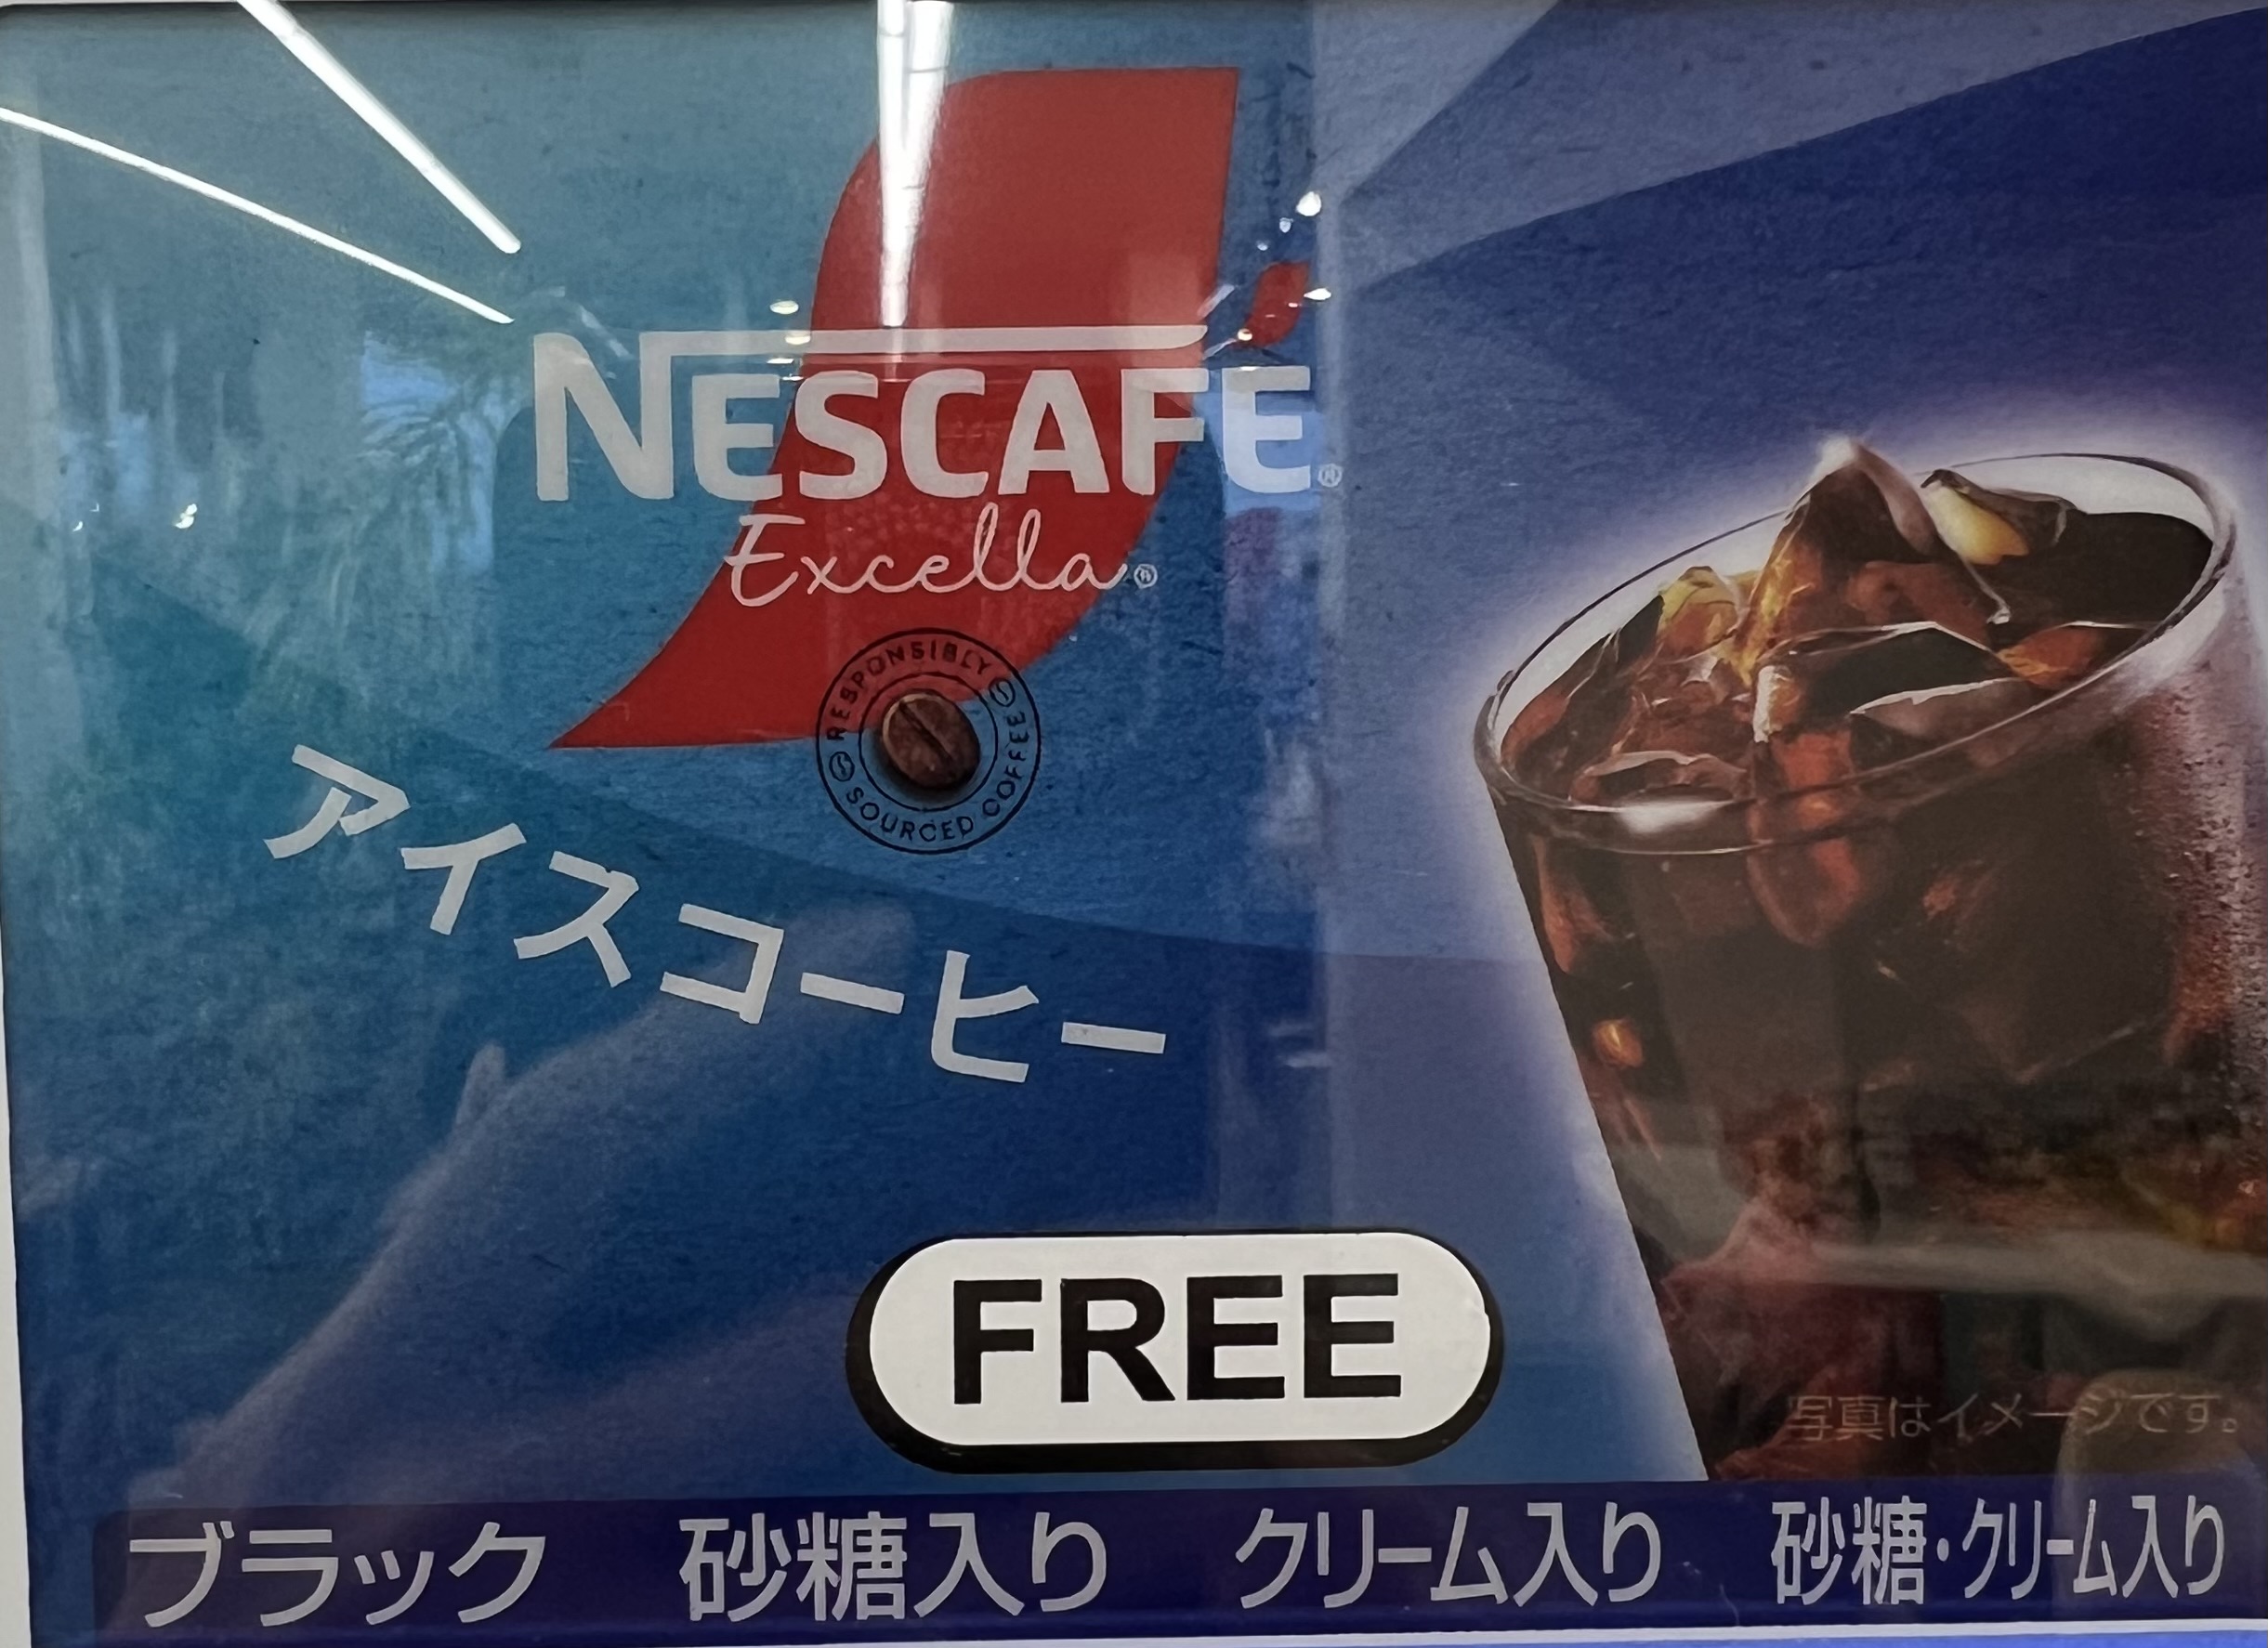 NESCAFÉ®
Excella®
RESPONSIBLY SOURCED COFFEE
アイスコーヒー
FREE
写真はイメージです。
ブラック 砂糖入り クリーム入り 砂糖・クリーム入り